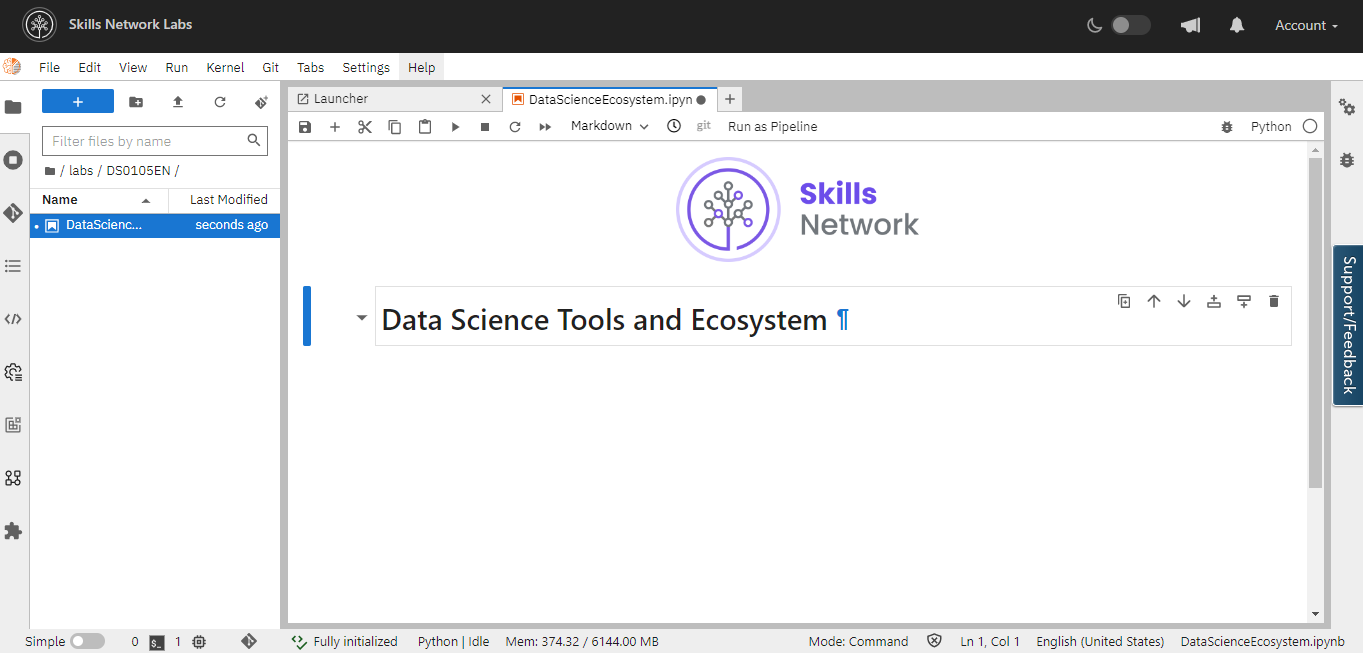 Skills Network Labs
Account
File Edit View Run Kernel Git Tabs Settings Help
Launcher
DataScienceEcosystem.ipyn
Filter files by name
Markdown
git
Run as Pipeline
Python
/ labs / DS0105EN /
Name
Last Modified
DataScienc...
seconds ago
Skills
Network
Data Science Tools and Ecosystem ¶
Support/Feedback
Simple
0
1
Fully initialized
Python | Idle
Mem: 374.32 / 6144.00 MB
Mode: Command
Ln 1, Col 1
English (United States)
DataScienceEcosystem.ipynb